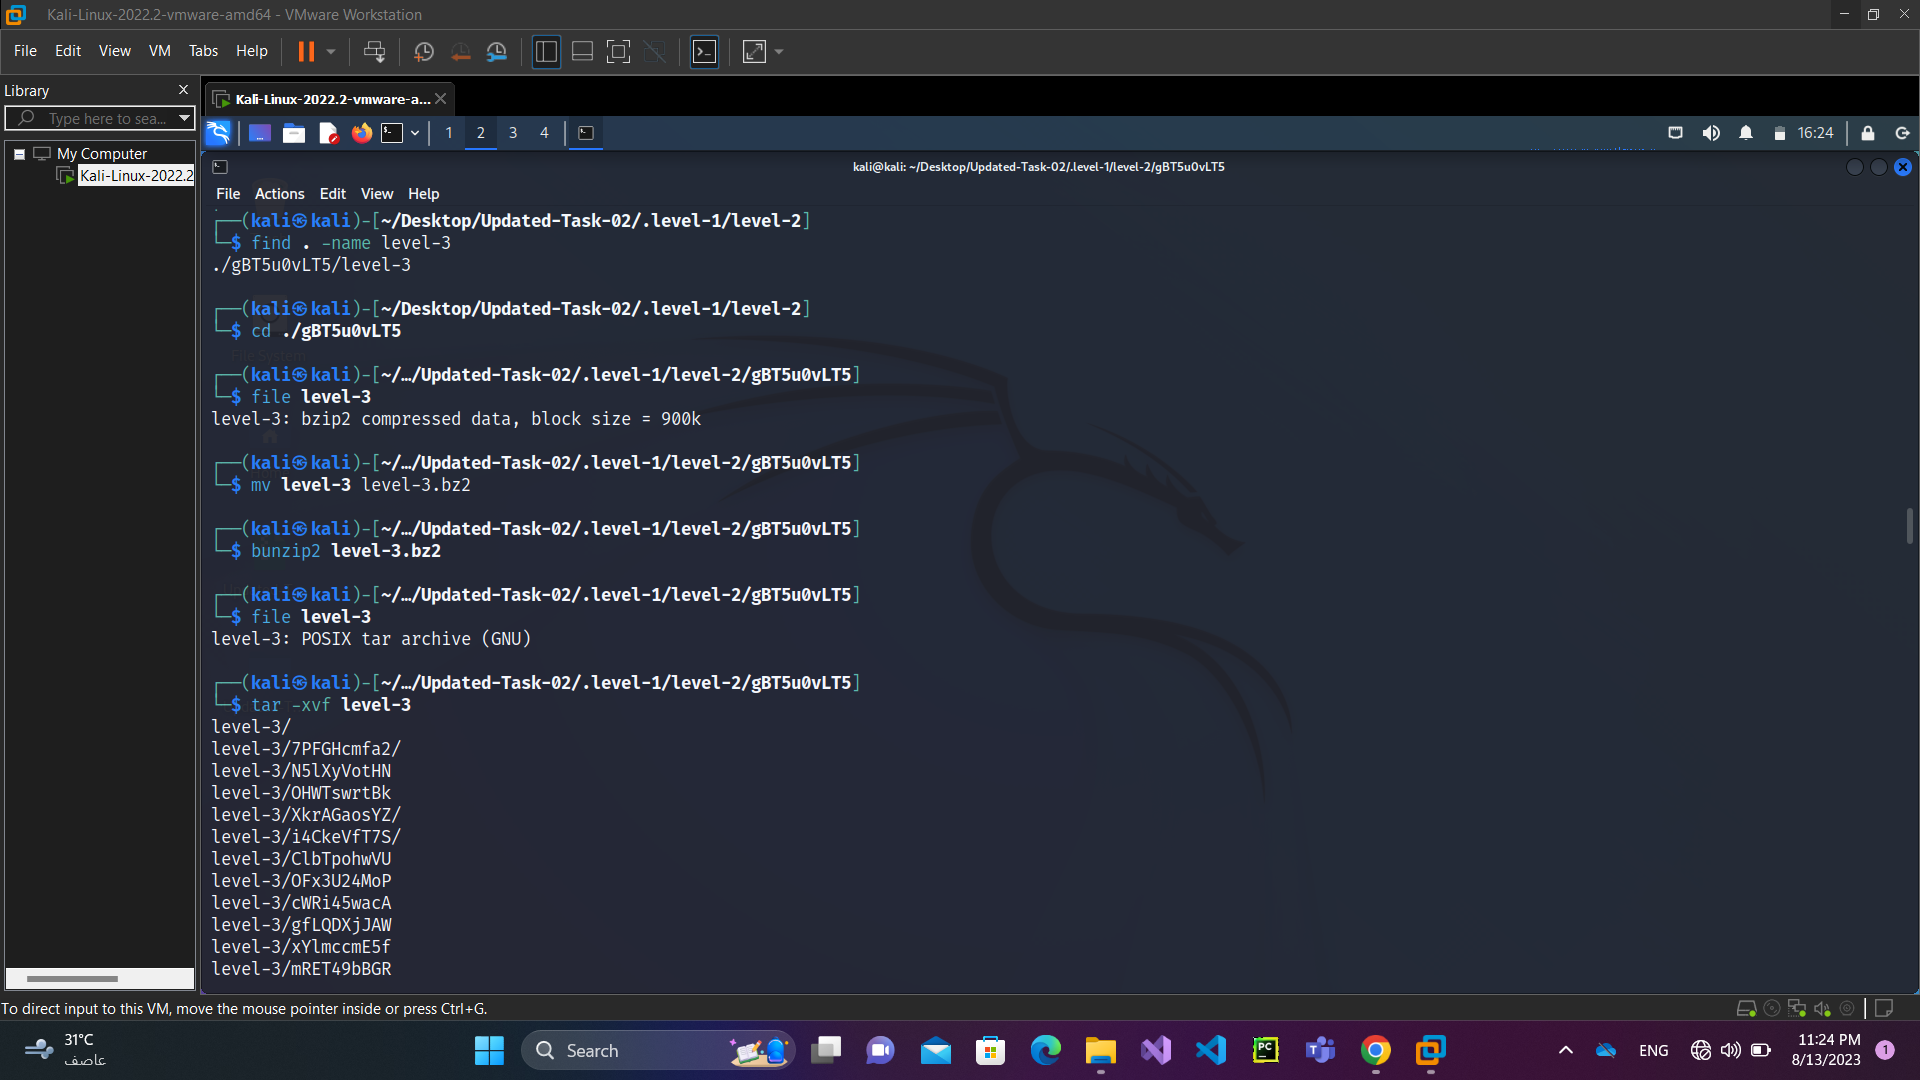 Kali-Linux-2022.2-vmware-amd64 - VMware Workstation
File Edit View VM Tabs Help
Library
Type here to sea...
My Computer
Kali-Linux-2022.2
Kali-Linux-2022.2-vmware-a...
1 2 3 4
16:24
kali@kali: ~/Desktop/Updated-Task-02/.level-1/level-2/gBT5u0vLT5
File Actions Edit View Help
┌──(kali㉿kali)-[~/Desktop/Updated-Task-02/.level-1/level-2]
└─$ find . -name level-3
./gBT5u0vLT5/level-3
┌──(kali㉿kali)-[~/Desktop/Updated-Task-02/.level-1/level-2]
└─$ cd ./gBT5u0vLT5
┌──(kali㉿kali)-[~/…/Updated-Task-02/.level-1/level-2/gBT5u0vLT5]
└─$ file level-3
level-3: bzip2 compressed data, block size = 900k
┌──(kali㉿kali)-[~/…/Updated-Task-02/.level-1/level-2/gBT5u0vLT5]
└─$ mv level-3 level-3.bz2
┌──(kali㉿kali)-[~/…/Updated-Task-02/.level-1/level-2/gBT5u0vLT5]
└─$ bunzip2 level-3.bz2
┌──(kali㉿kali)-[~/…/Updated-Task-02/.level-1/level-2/gBT5u0vLT5]
└─$ file level-3
level-3: POSIX tar archive (GNU)
┌──(kali㉿kali)-[~/…/Updated-Task-02/.level-1/level-2/gBT5u0vLT5]
└─$ tar -xvf level-3
level-3/
level-3/7PFGHcmfa2/
level-3/N5lXyVotHN
level-3/OHWTswrtBk
level-3/XkrAGaosYZ/
level-3/i4CkeVfT7S/
level-3/ClbTpohwVU
level-3/OFx3U24MoP
level-3/cWRi45wacA
level-3/gfLQDXjJAW
level-3/xYlmccmE5f
level-3/mRET49bBGR
To direct input to this VM, move the mouse pointer inside or press Ctrl+G.
31°C
عاصف
Search
ENG
11:24 PM
8/13/2023
1